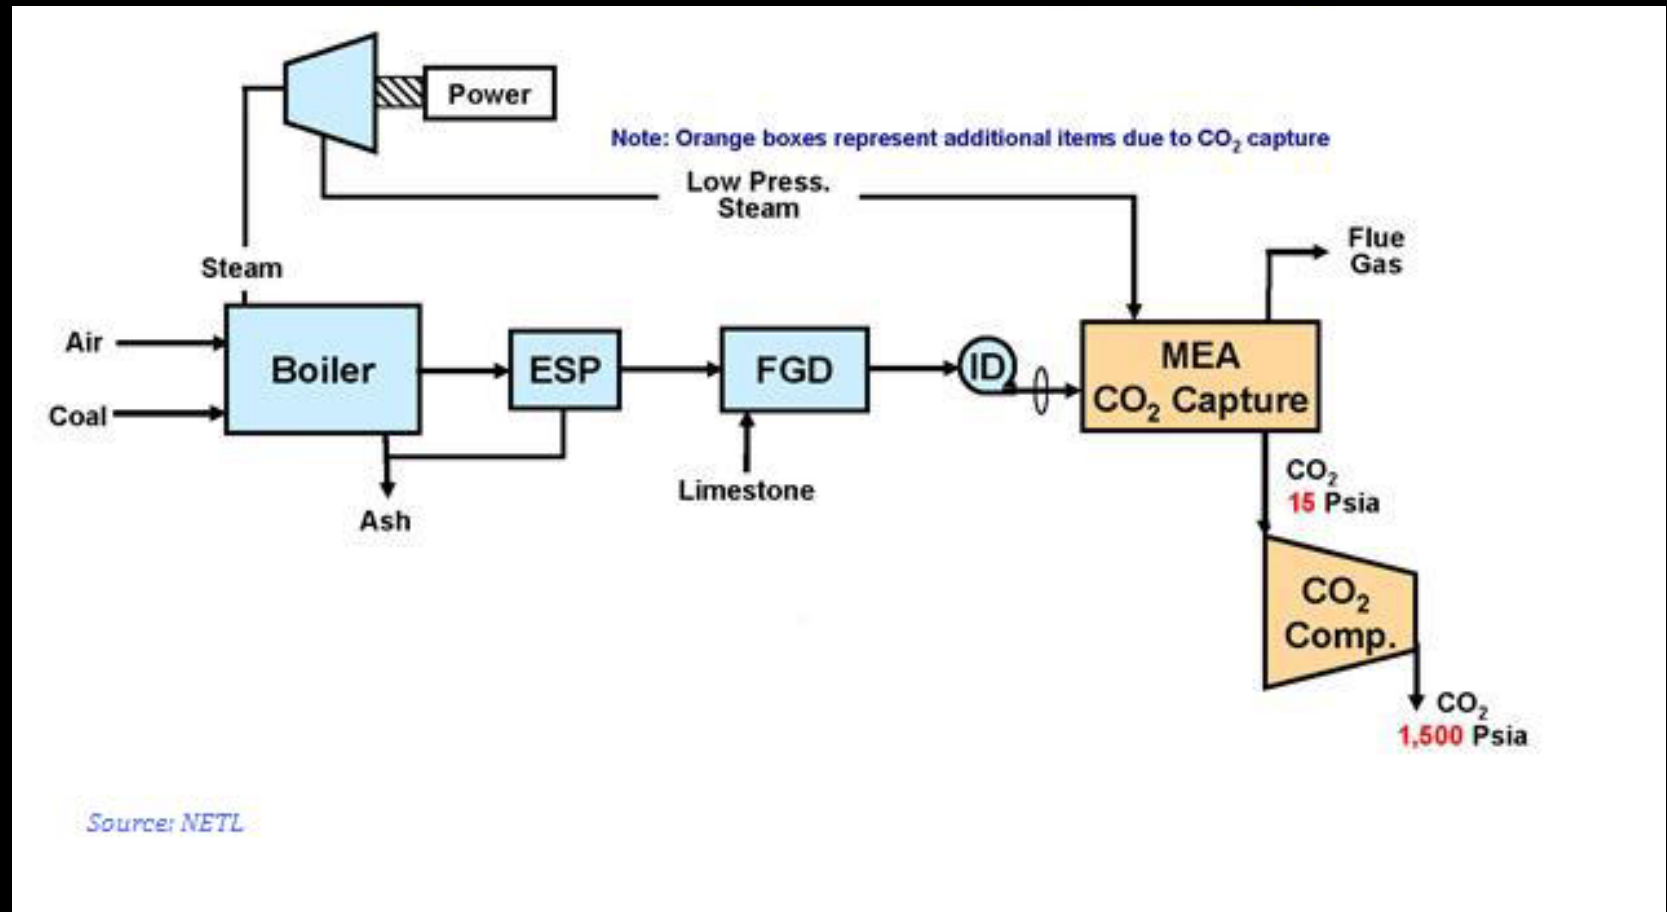 Power
Note: Orange boxes represent additional items due to CO₂ capture
Low Press.
Steam
Flue
Gas
Steam
Air
Boiler
ESP
FGD
ID
MEA
CO₂ Capture
Coal
CO₂
15 Psia
Limestone
Ash
CO₂
Comp.
CO₂
1,500 Psia
Source: NETL